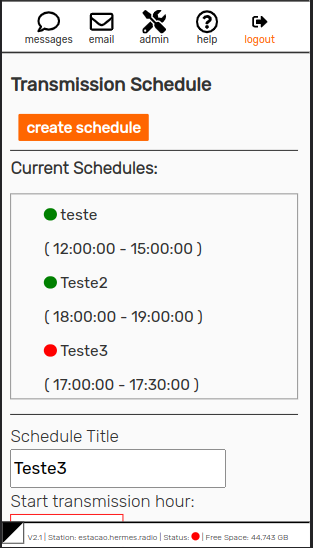 messages email admin help logout
Transmission Schedule
create schedule
Current Schedules:
teste
( 12:00:00 - 15:00:00 )
Teste2
( 18:00:00 - 19:00:00 )
Teste3
( 17:00:00 - 17:30:00 )
Schedule Title
Teste3
Start transmission hour:
V2.1 | Station: estacao.hermes.radio | Status: | Free Space: 44.743 GB